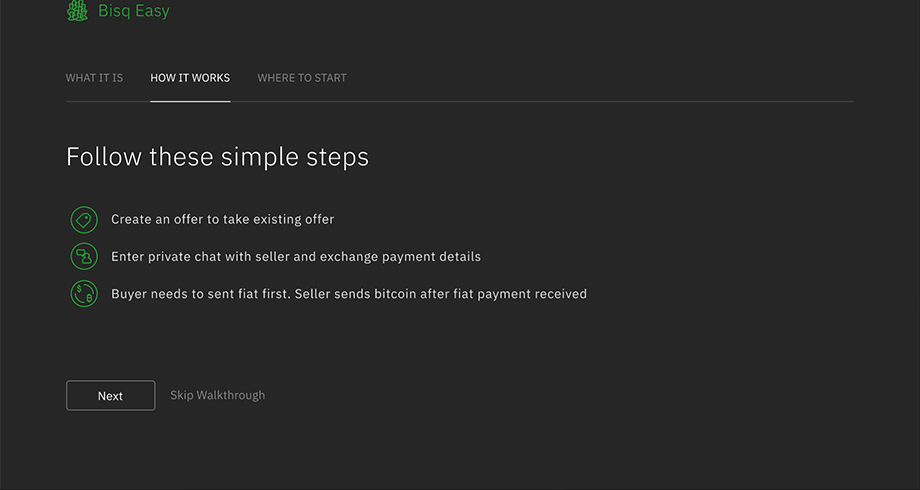 Bisq Easy
WHAT IT IS HOW IT WORKS WHERE TO START
Follow these simple steps
Create an offer to take existing offer
Enter private chat with seller and exchange payment details
Buyer needs to sent fiat first. Seller sends bitcoin after fiat payment received
Next Skip Walkthrough